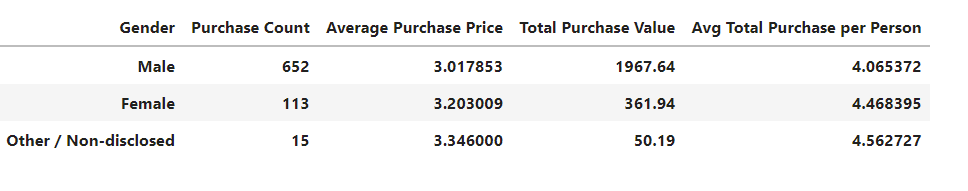 Gender Purchase Count Average Purchase Price Total Purchase Value Avg Total Purchase per Person
Male 652 3.017853 1967.64 4.065372
Female 113 3.203009 361.94 4.468395
Other / Non-disclosed 15 3.346000 50.19 4.562727